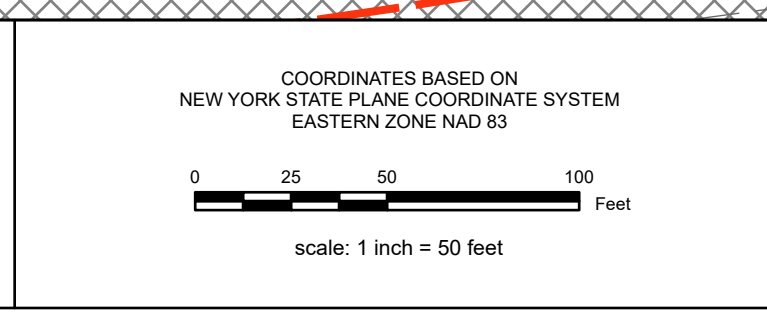 COORDINATES BASED ON
NEW YORK STATE PLANE COORDINATE SYSTEM
EASTERN ZONE NAD 83
0 25 50 100
Feet
scale: 1 inch = 50 feet